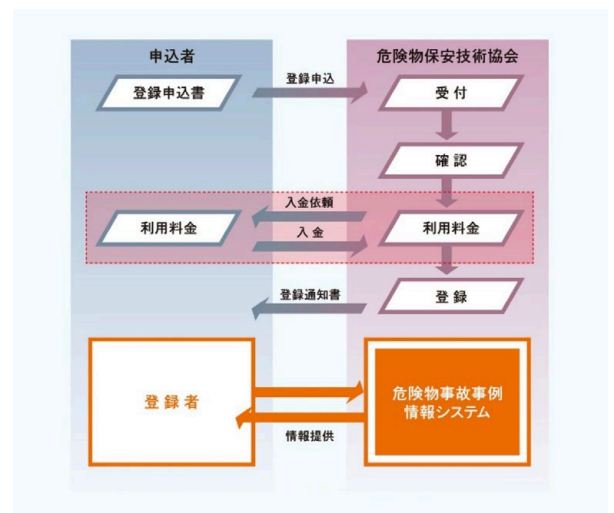 申込者
危険物保安技術協会
登録申込書
登録申込
受付
確認
入金依頼
利用料金
利用料金
入金
登録通知書
登録
登録者
危険物事故事例
情報システム
情報提供